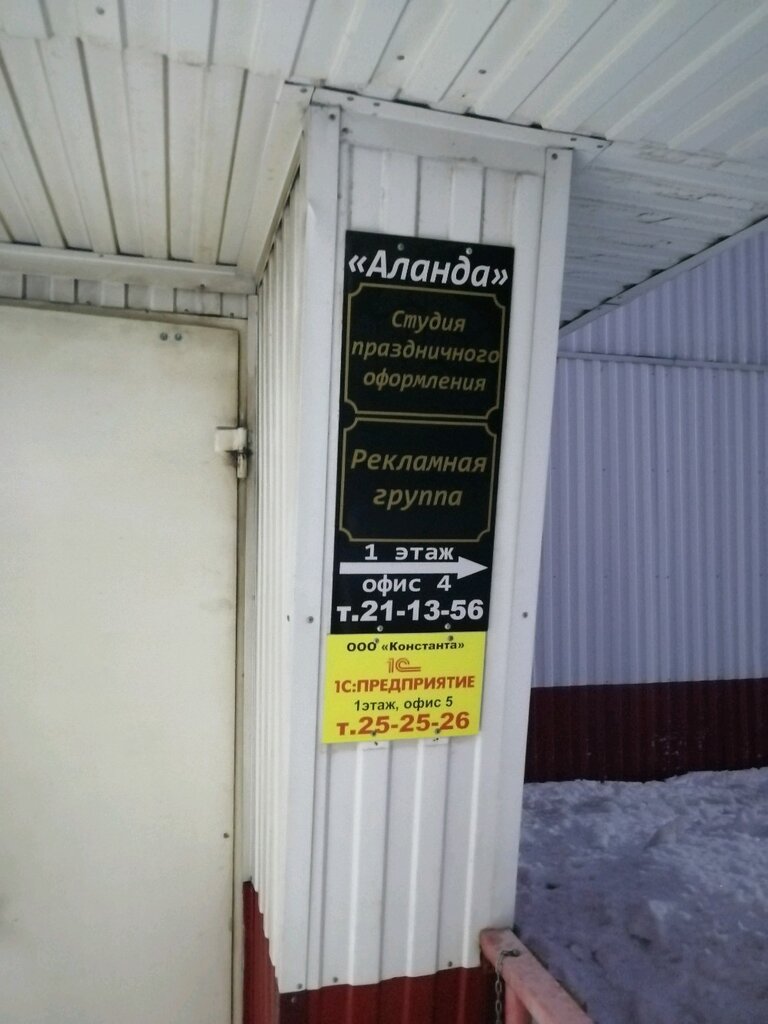 «Аланда»
Студия
праздничного
оформления
Рекламная
группа
1 этаж
офис 4
т.21-13-56
ООО «Константа»
1С
1С:ПРЕДПРИЯТИЕ
1этаж, офис 5
т.25-25-26